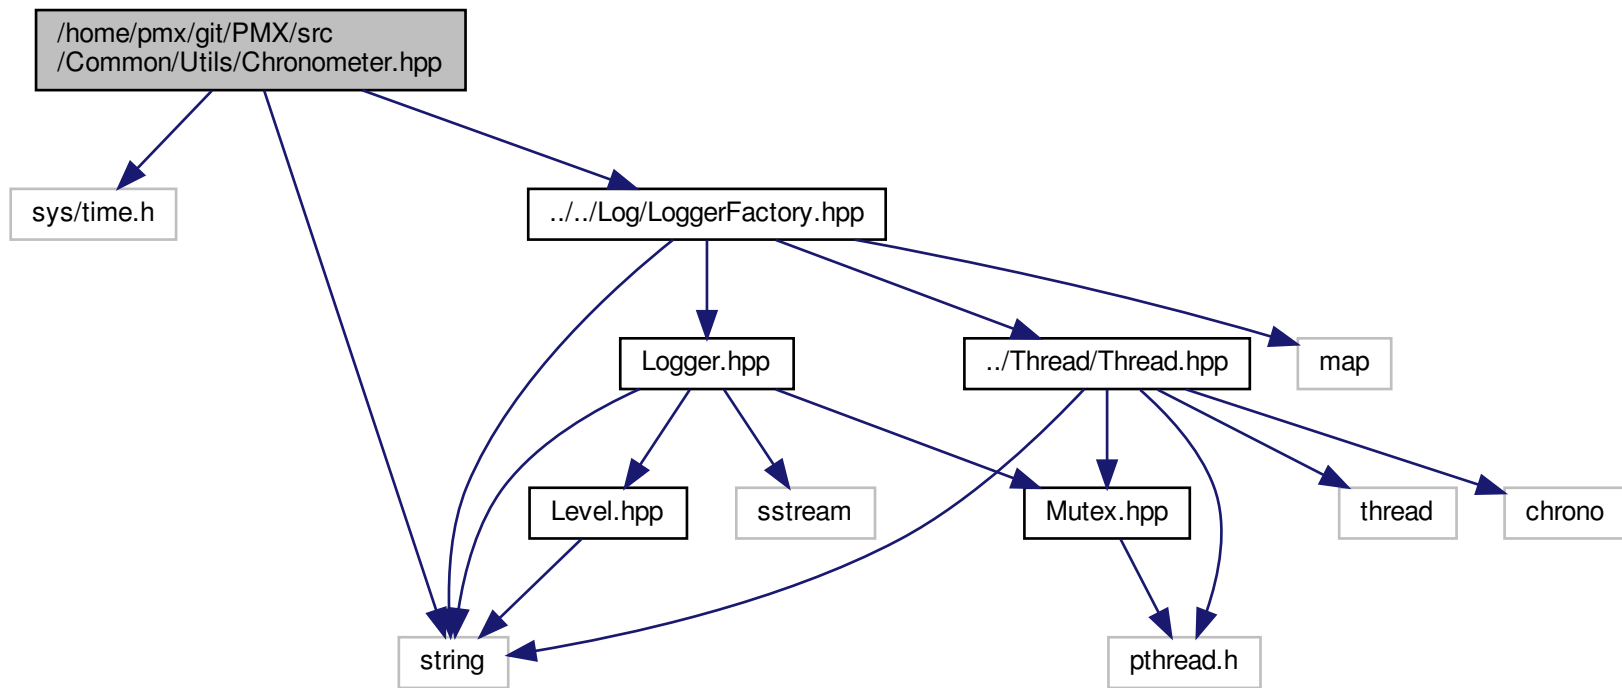 /home/pmx/git/PMX/src
/Common/Utils/Chronometer.hpp
sys/time.h
../../Log/LoggerFactory.hpp
Logger.hpp
../Thread/Thread.hpp
map
Level.hpp
sstream
Mutex.hpp
thread
chrono
string
pthread.h